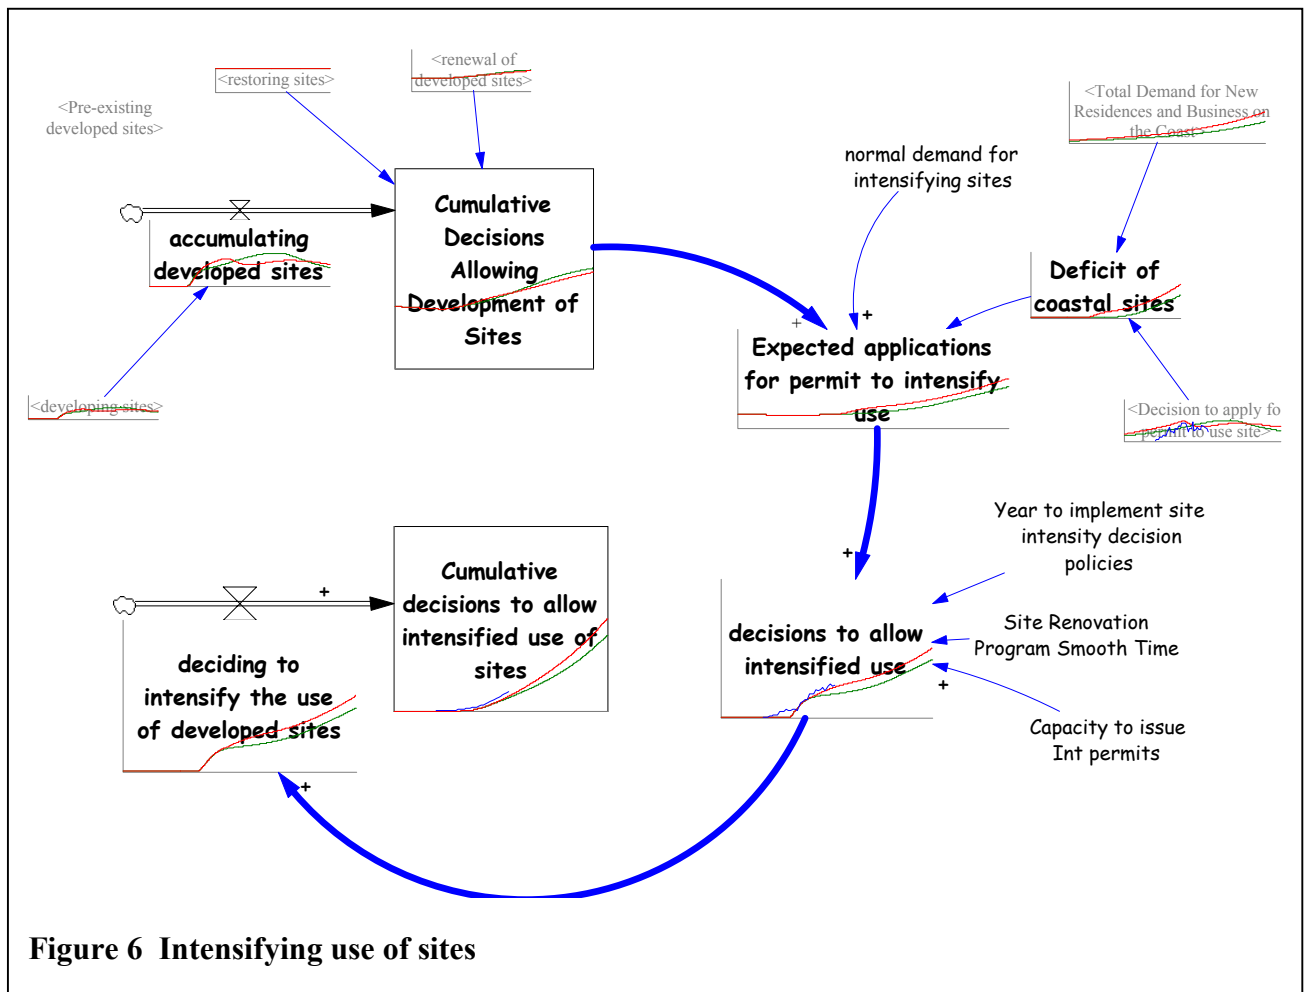 <restoring sites>
<renewal of
developed sites>
<Pre-existing
developed sites>
<Total Demand for New
Residences and Business on
the Coast>
normal demand for
intensifying sites
Cumulative
Decisions
Allowing
Development of
Sites
accumulating
developed sites
Deficit of
coastal sites
+
+
Expected applications
for permit to intensify
use
<developing sites>
<Decision to apply fo
permit to use site>
Year to implement site
intensity decision
policies
+
Cumulative
decisions to allow
intensified use of
sites
+
decisions to allow
intensified use
Site Renovation
Program Smooth Time
+
deciding to
intensify the use
of developed sites
Capacity to issue
Int permits
+
Figure 6 Intensifying use of sites